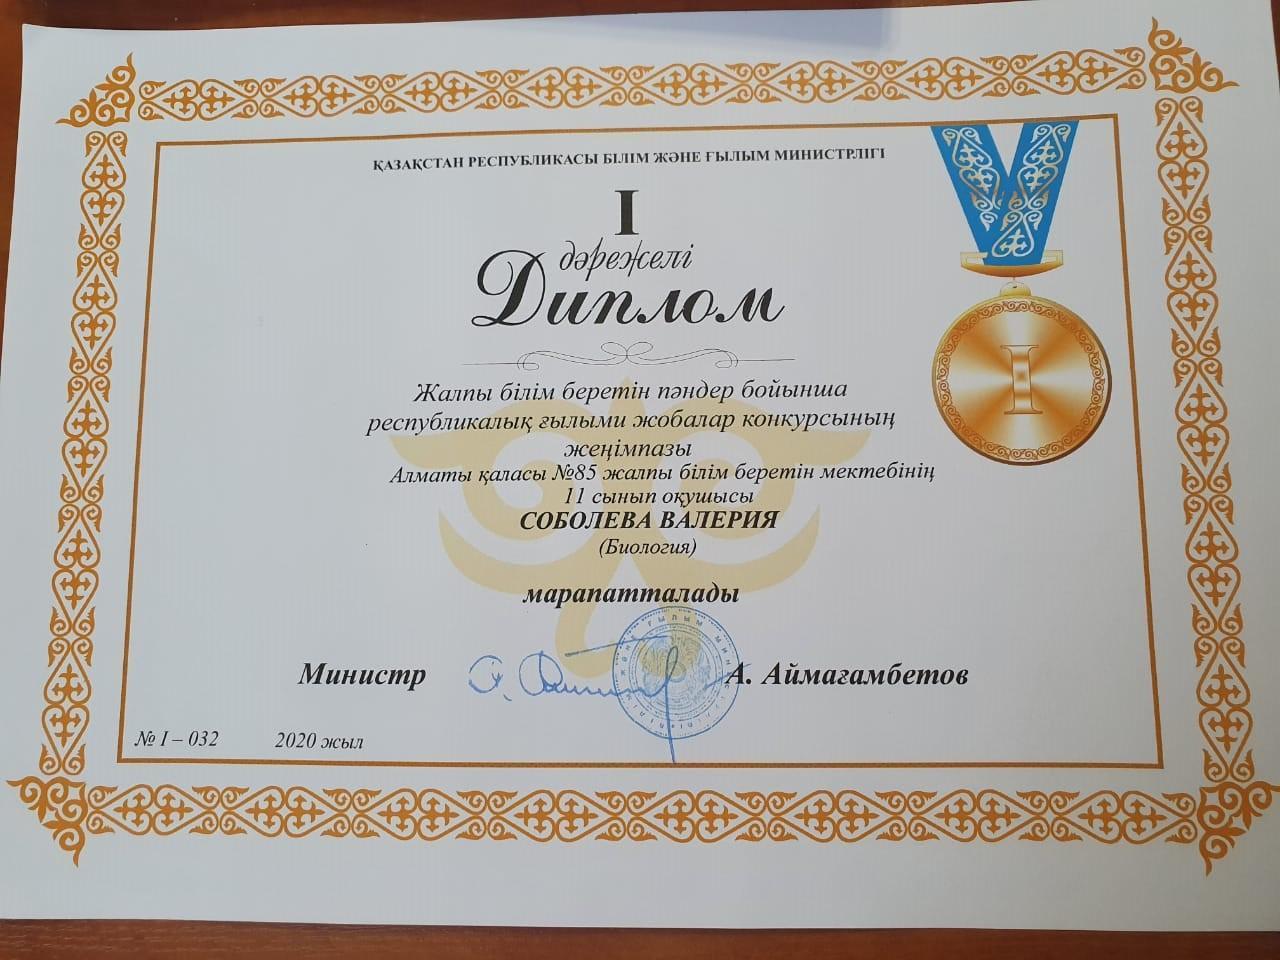 ҚАЗАҚСТАН РЕСПУБЛИКАСЫ БІЛІМ ЖӘНЕ ҒЫЛЫМ МИНИСТРЛІГІ
I
дәрежелі
Диплом
I
Жалпы білім беретін пәндер бойынша
республикалық ғылыми жобалар конкурсының
жеңімпазы
Алматы қаласы №85 жалпы білім беретін мектебінің
11 сынып оқушысы
СОБОЛЕВА ВАЛЕРИЯ
(Биология)
марапатталады
Министр А. Аймағамбетов
№ I – 032 2020 жыл